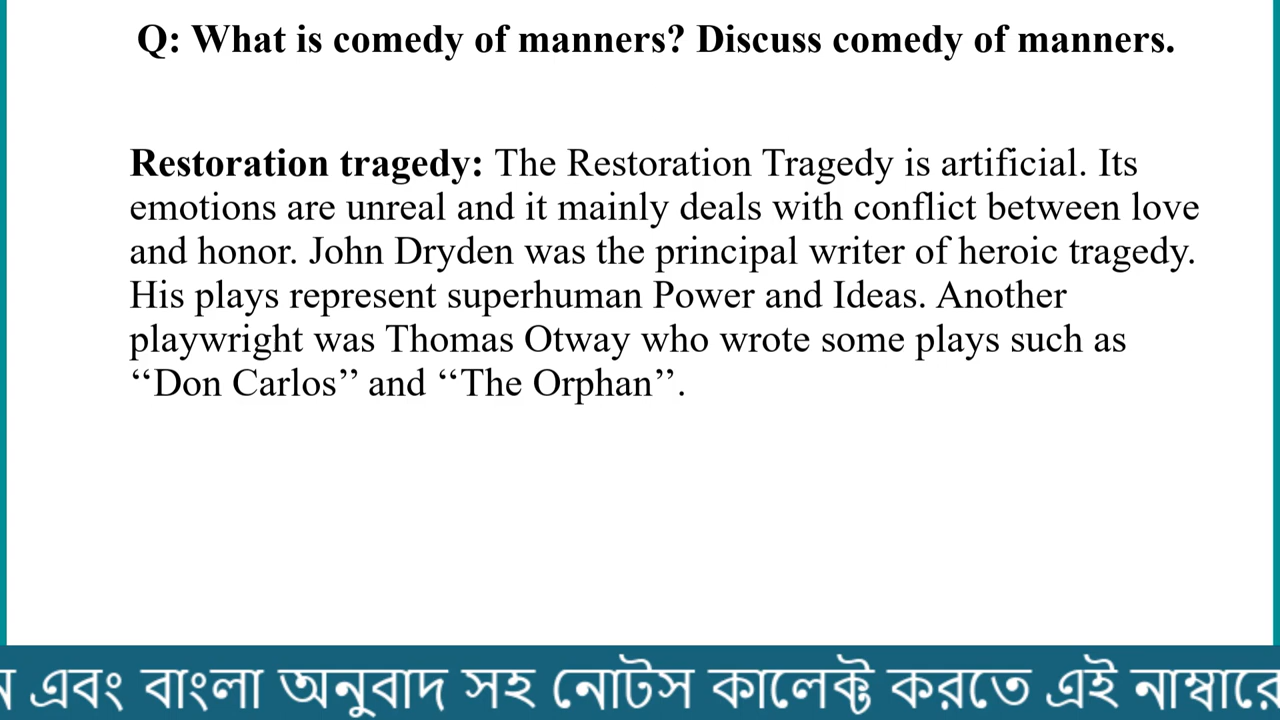 Q: What is comedy of manners? Discuss comedy of manners.
Restoration tragedy: The Restoration Tragedy is artificial. Its
emotions are unreal and it mainly deals with conflict between love
and honor. John Dryden was the principal writer of heroic tragedy.
His plays represent superhuman Power and Ideas. Another
playwright was Thomas Otway who wrote some plays such as
‘‘Don Carlos’’ and ‘‘The Orphan’’.
এবং বাংলা অনুবাদ সহ নোটস কালেক্ট করতে এই নাম্বারে